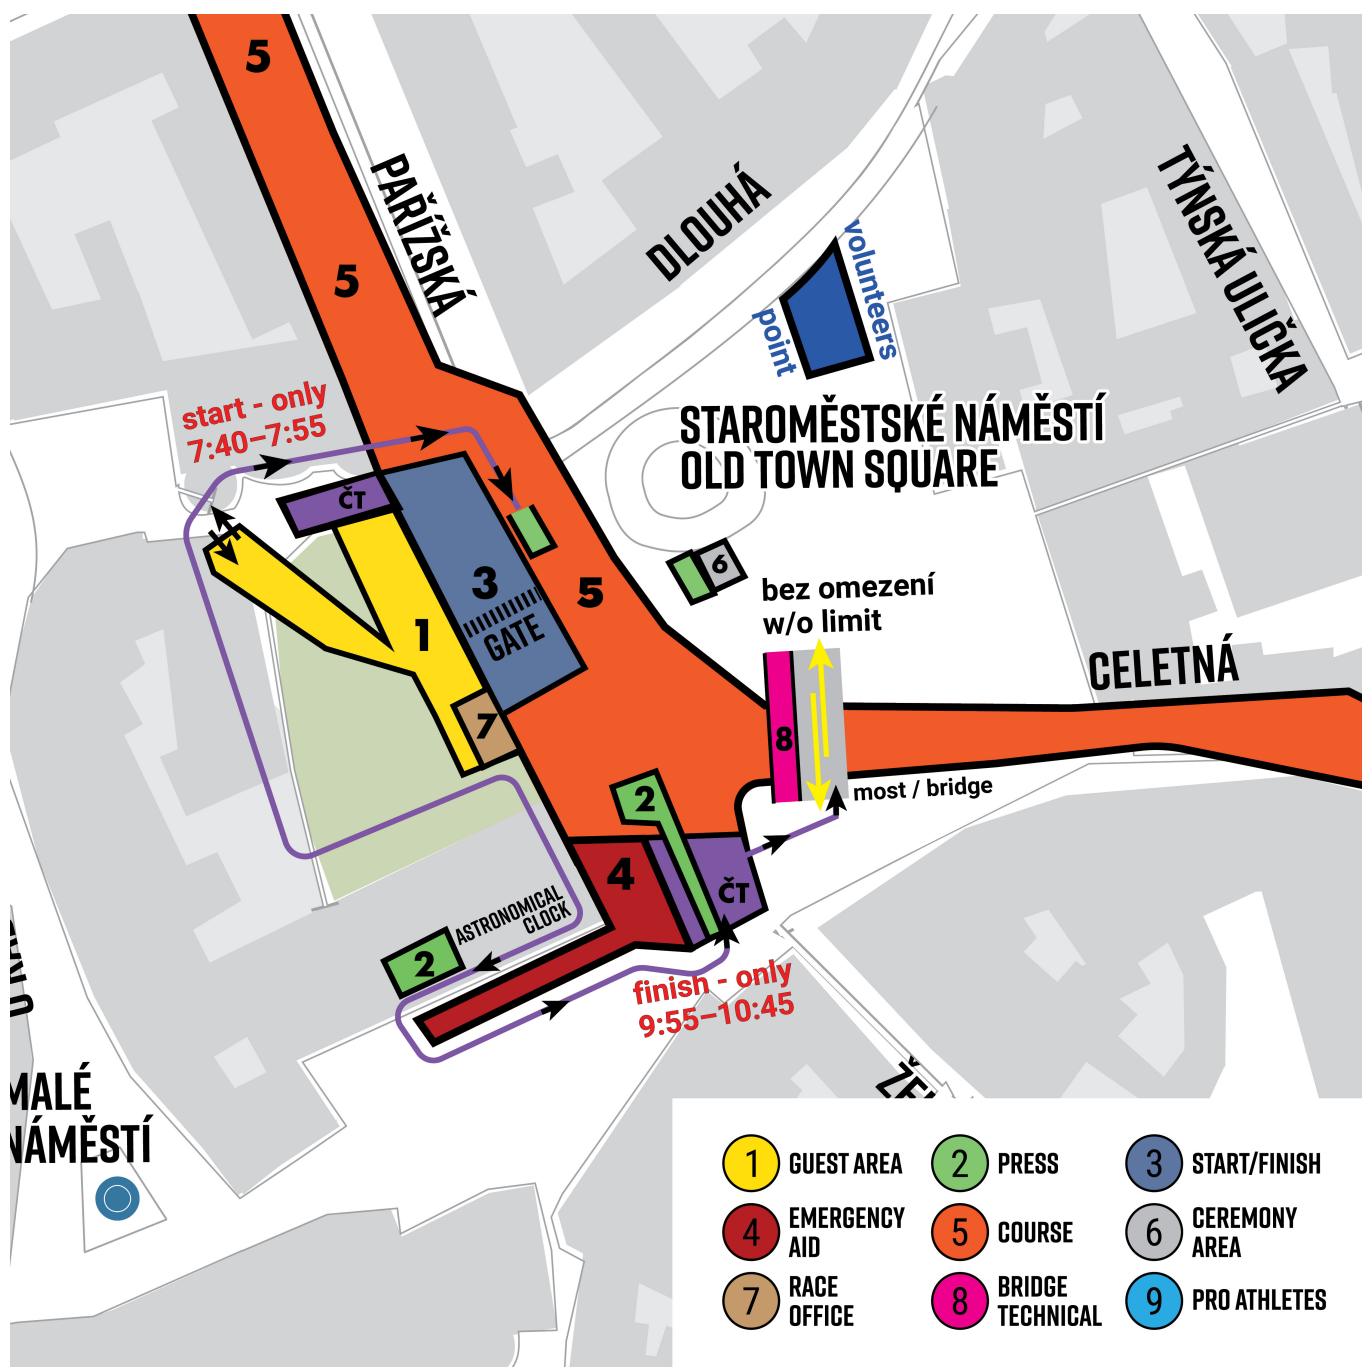 5
PAŘÍŽSKÁ
DLOUHÁ
TÝNSKÁ ULIČKA
5
volunteers
point
start - only
7:40–7:55
STAROMĚSTSKÉ NÁMĚSTÍ
OLD TOWN SQUARE
ČT
3
GATE
5
6
1
bez omezení
w/o limit
CELETNÁ
7
8
2
most / bridge
4
ČT
ASTRONOMICAL
CLOCK
2
finish - only
9:55–10:45
MALÉ
NÁMĚSTÍ
1 GUEST AREA
2 PRESS
3 START/FINISH
4 EMERGENCY
AID
5 COURSE
6 CEREMONY
AREA
7 RACE
OFFICE
8 BRIDGE
TECHNICAL
9 PRO ATHLETES